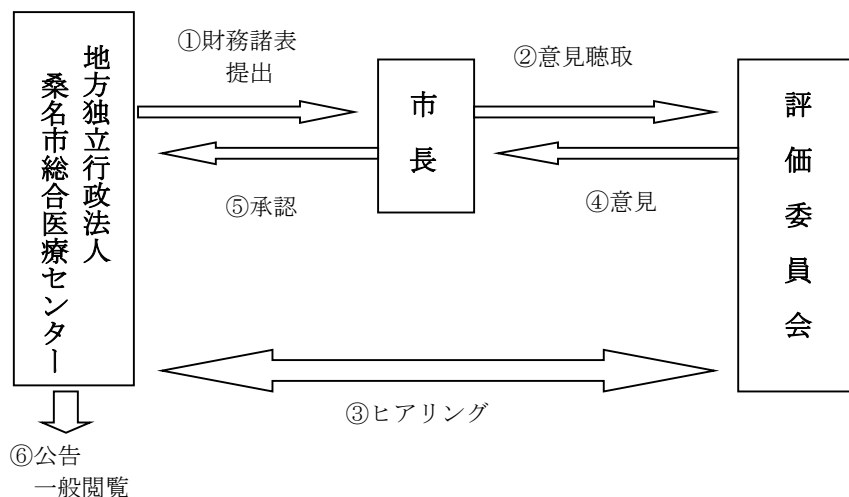 地方独立行政法人
桑名市総合医療センター
①財務諸表
提出
市長
②意見聴取
評価委員会
⑤承認
④意見
③ヒアリング
⑥公告
一般閲覧